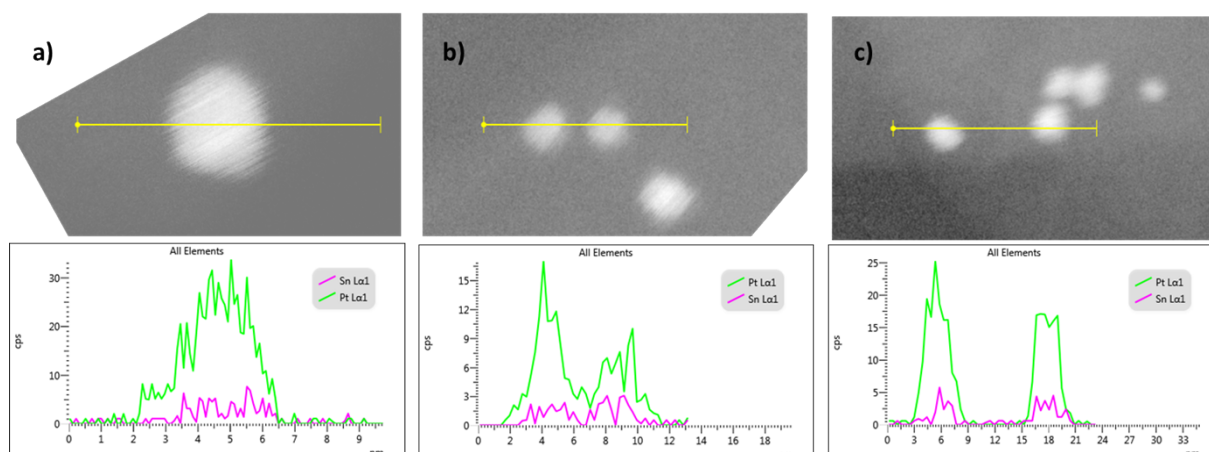 a)
b)
c)
All Elements
Sn Lα1
Pt Lα1
cps
30
20
10
0
0 1 2 3 4 5 6 7 8 9
All Elements
Pt Lα1
Sn Lα1
cps
15
12
9
6
3
0
0 2 4 6 8 10 12 14 16 18
All Elements
Pt Lα1
Sn Lα1
cps
25
20
15
10
5
0
0 3 6 9 12 15 18 21 24 27 30 33